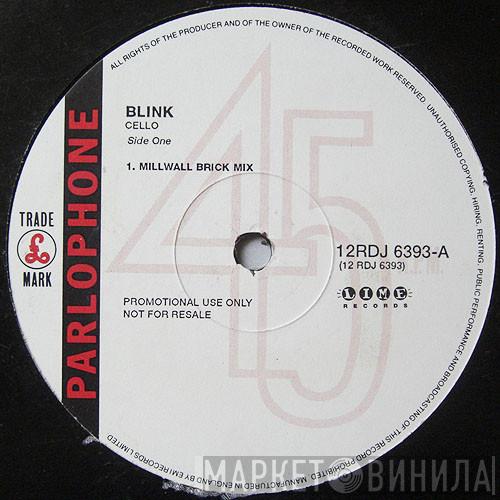 ALL RIGHTS OF THE PRODUCER AND OF THE OWNER OF THE RECORDED WORK RESERVED. UNAUTHORISED COPYING, HIRING, RENTING, PUBLIC PERFORMANCE AND BROADCASTING OF THIS RECORD PROHIBITED. MANUFACTURED IN ENGLAND BY EMI RECORDS LIMITED
PARLOPHONE
TRADE
£
MARK
BLINK
CELLO
Side One
1. MILLWALL BRICK MIX
45
12RDJ 6393-A
(12 RDJ 6393)
LIME
RECORDS
PROMOTIONAL USE ONLY
NOT FOR RESALE
МАРКЕТ ВИНИЛА